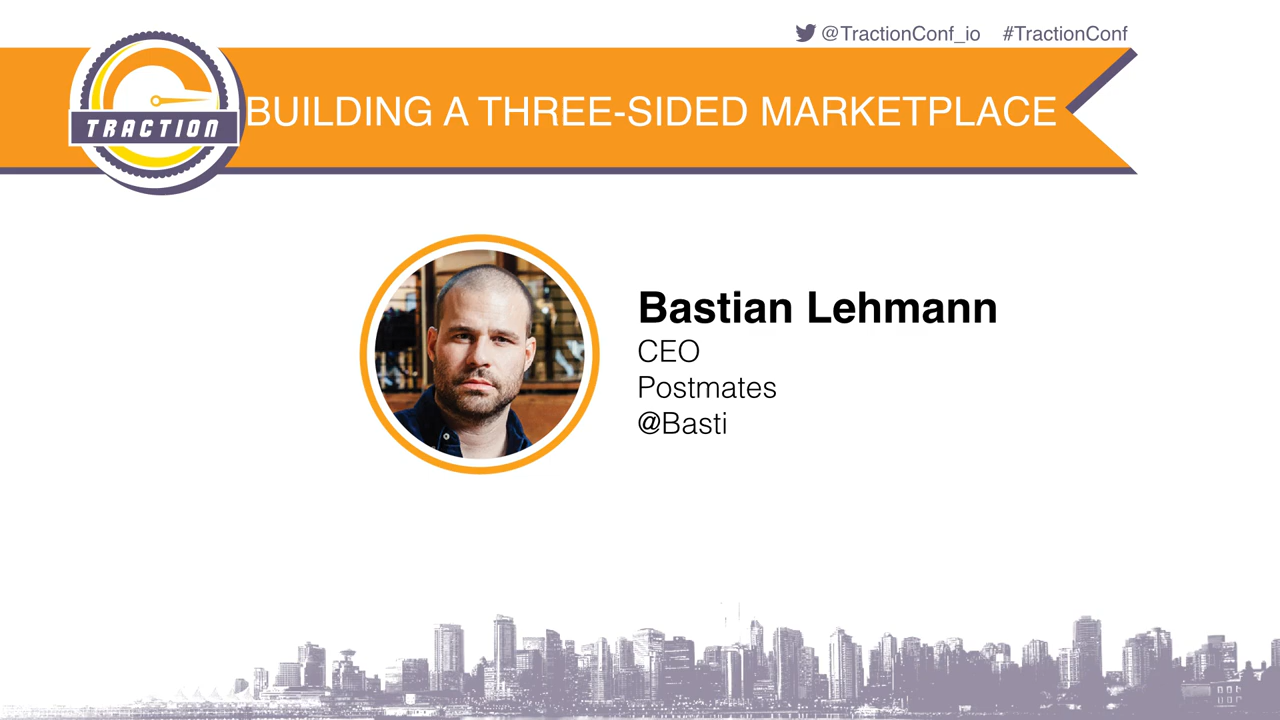 @TractionConf_io #TractionConf
BUILDING A THREE-SIDED MARKETPLACE
TRACTION
Bastian Lehmann
CEO
Postmates
@Basti